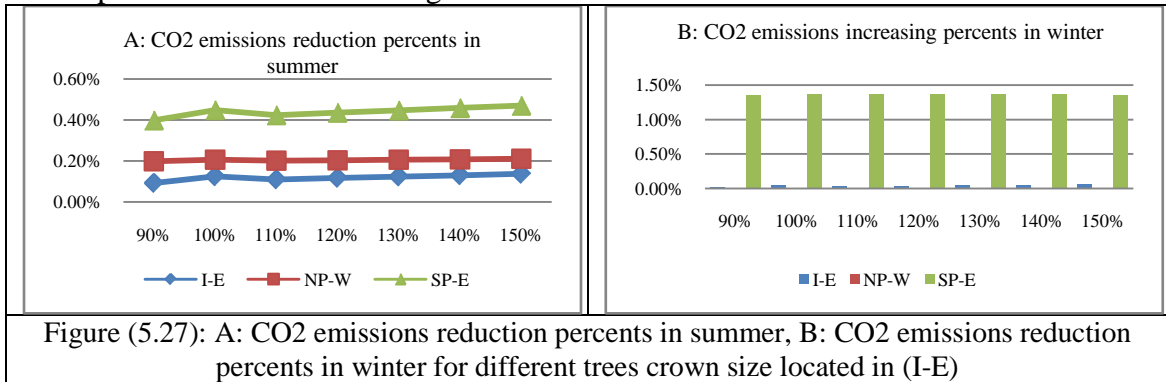 A: CO2 emissions reduction percents in
summer
0.60%
0.40%
0.20%
0.00%
90% 100% 110% 120% 130% 140% 150%
I-E NP-W SP-E
B: CO2 emissions increasing percents in winter
1.50%
1.00%
0.50%
0.00%
90% 100% 110% 120% 130% 140% 150%
I-E NP-W SP-E
Figure (5.27): A: CO2 emissions reduction percents in summer, B: CO2 emissions reduction
percents in winter for different trees crown size located in (I-E)